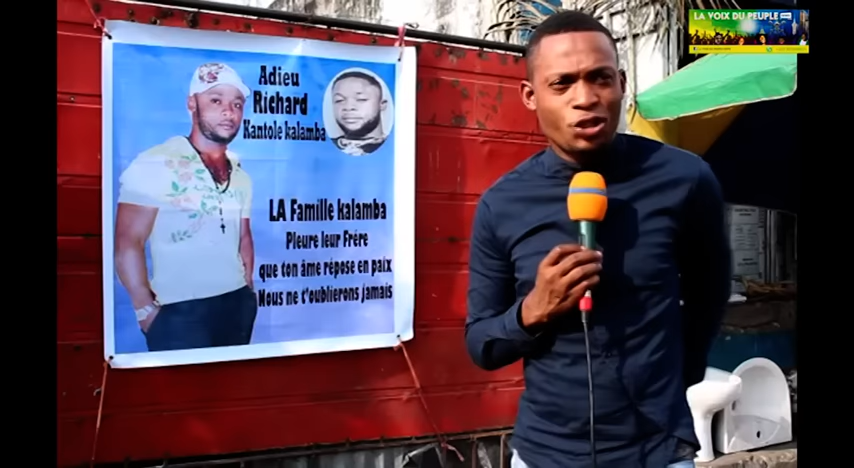 LA VOIX DU PEUPLE
Adieu
Richard
Kantole kalamba
LA Famille kalamba
Pleure leur Frére
que ton âme répose en paix
Nous ne t'oublierons jamais